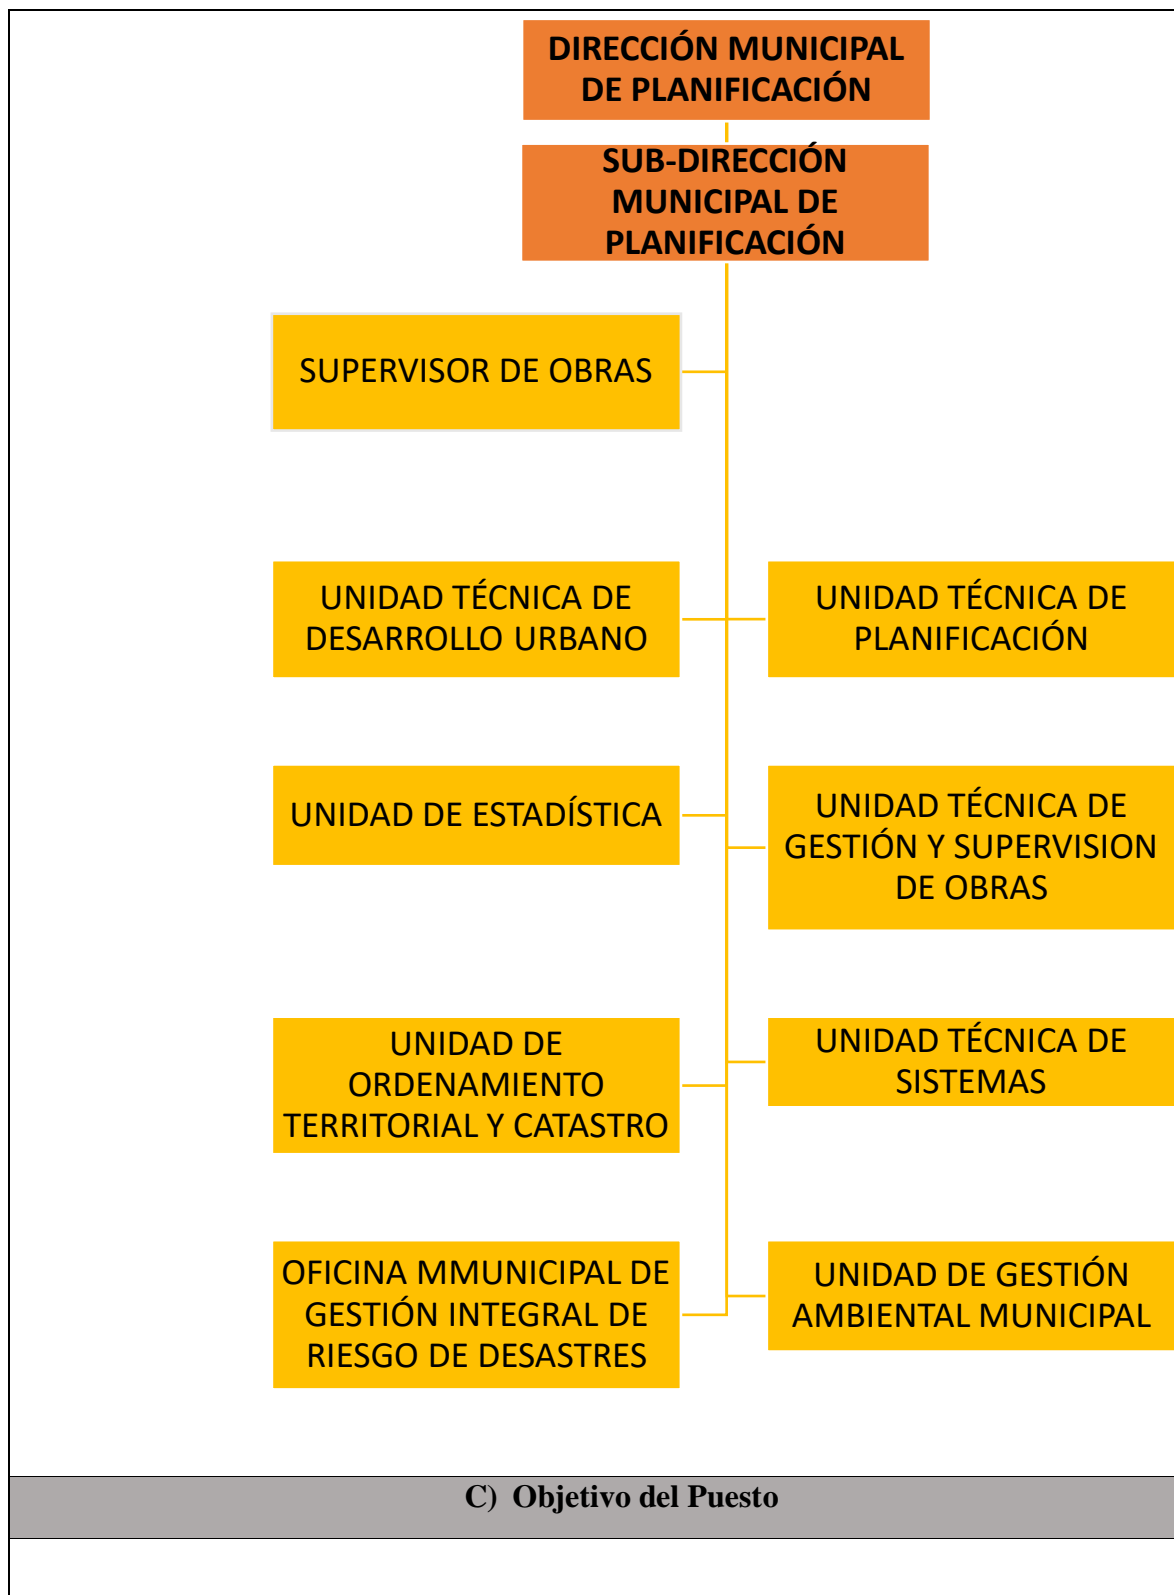 DIRECCIÓN MUNICIPAL
DE PLANIFICACIÓN
SUB-DIRECCIÓN
MUNICIPAL DE
PLANIFICACIÓN
SUPERVISOR DE OBRAS
UNIDAD TÉCNICA DE
DESARROLLO URBANO
UNIDAD TÉCNICA DE
PLANIFICACIÓN
UNIDAD DE ESTADÍSTICA
UNIDAD TÉCNICA DE
GESTIÓN Y SUPERVISION
DE OBRAS
UNIDAD DE
ORDENAMIENTO
TERRITORIAL Y CATASTRO
UNIDAD TÉCNICA DE
SISTEMAS
OFICINA MMUNICIPAL DE
GESTIÓN INTEGRAL DE
RIESGO DE DESASTRES
UNIDAD DE GESTIÓN
AMBIENTAL MUNICIPAL
C) Objetivo del Puesto